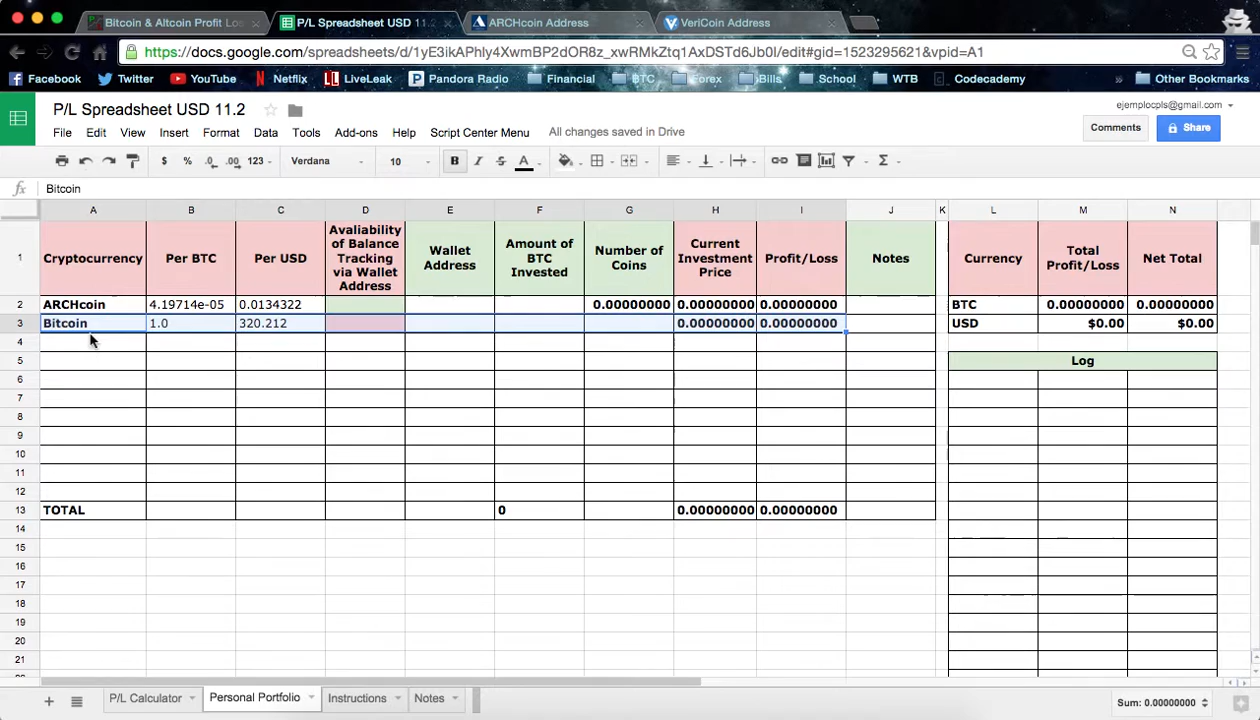 Bitcoin & Altcoin Profit Los
P/L Spreadsheet USD 11.2
ARCHcoin Address
VeriCoin Address
https://docs.google.com/spreadsheets/d/1yE3ikAPhly4XwmBP2dOR8z_xwRMkZtq1AxDSTd6Jb0I/edit#gid=1523295621&vpid=A1
Facebook Twitter YouTube Netflix LiveLeak Pandora Radio Financial BTC Forex Bills School WTB Codecademy » Other Bookmarks
P/L Spreadsheet USD 11.2
ejemplocpls@gmail.com
File Edit View Insert Format Data Tools Add-ons Help Script Center Menu All changes saved in Drive
Comments Share
$ % .0 .00 123 Verdana 10 B I S A Σ
fx Bitcoin
A B C D E F G H I J K L M N
1 Cryptocurrency Per BTC Per USD Avaliability of Balance Tracking via Wallet Address Wallet Address Amount of BTC Invested Number of Coins Current Investment Price Profit/Loss Notes Currency Total Profit/Loss Net Total
2 ARCHcoin 4.19714e-05 0.0134322 0.00000000 0.00000000 0.00000000 BTC 0.00000000 0.00000000
3 Bitcoin 1.0 320.212 0.00000000 0.00000000 USD $0.00 $0.00
4
5 Log
6
7
8
9
10
11
12
13 TOTAL 0 0.00000000 0.00000000
14
15
16
17
18
19
20
21
P/L Calculator Personal Portfolio Instructions Notes Sum: 0.00000000